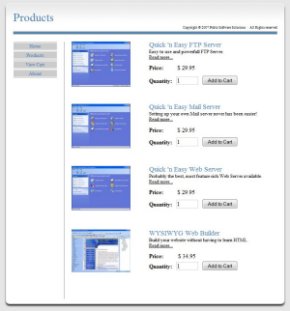 Products
Copyright © 2007 Pablo Software Solutions All Rights reserved
Home
Products
View Cart
About
Quick 'n Easy FTP Server
Easy to use and powerfull FTP Server
Read more...
Price: $ 29.95
Quantity: 1 Add to Cart
Quick 'n Easy Mail Server
Setting up your own Mail server never has been easier!
Read more...
Price: $ 29.95
Quantity: 1 Add to Cart
Quick 'n Easy Web Server
Probably the best, most feature rich Web Server available
Read more...
Price: $ 29.95
Quantity: 1 Add to Cart
WYSIWYG Web Builder
Build your website without having to learn HTML
Read more...
Price: $ 34.95
Quantity: 1 Add to Cart